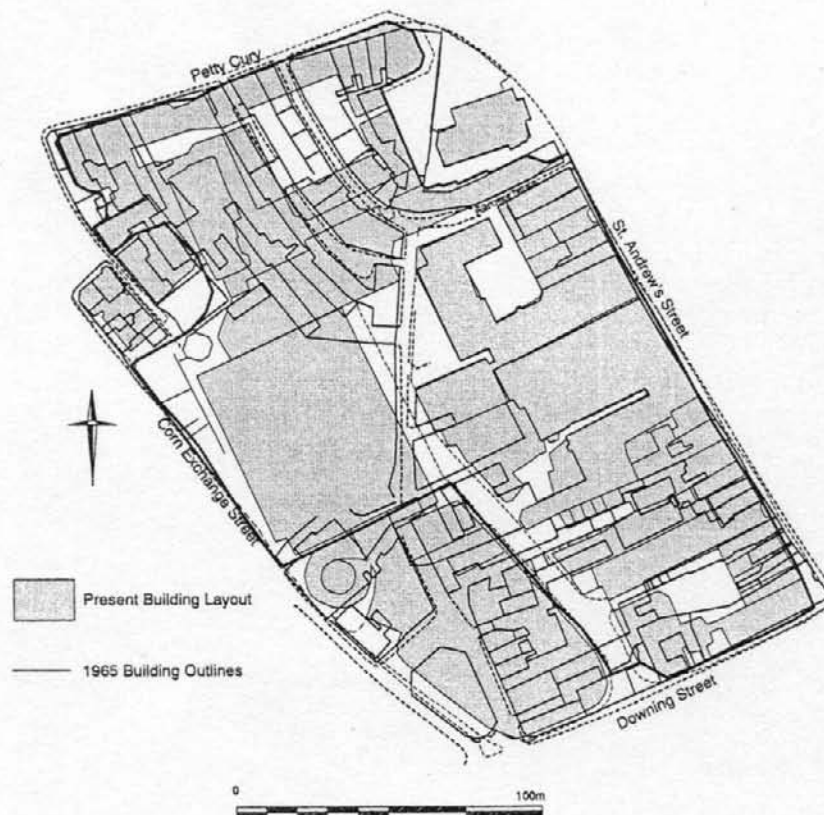 Petty Cury
St. Andrew's Street
Corn Exchange Street
Present Building Layout
1965 Building Outlines
Downing Street
0
100m